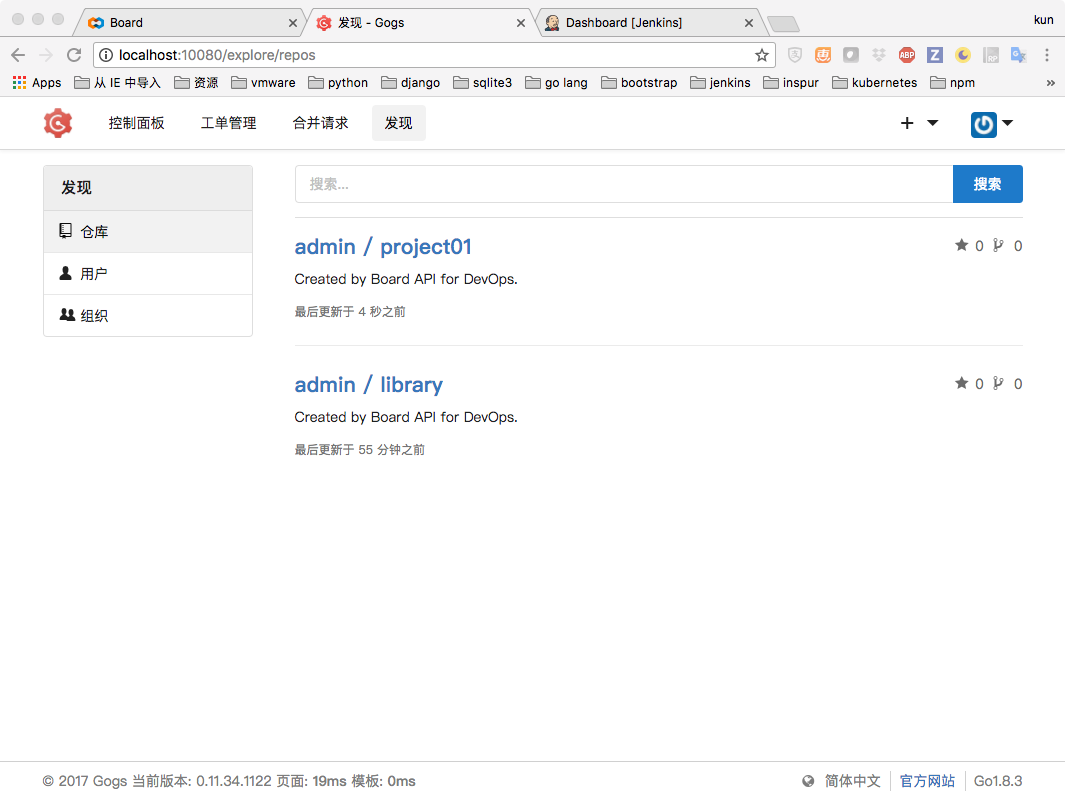 Board
发现 - Gogs
Dashboard [Jenkins]
kun
localhost:10080/explore/repos
ABP
Z
RP
Apps 从 IE 中导入 资源 vmware python django sqlite3 go lang bootstrap jenkins inspur kubernetes npm »
控制面板 工单管理 合并请求 发现
发现
仓库
用户
组织
搜索...
搜索
admin / project01
0 0
Created by Board API for DevOps.
最后更新于 4 秒之前
admin / library
0 0
Created by Board API for DevOps.
最后更新于 55 分钟之前
© 2017 Gogs 当前版本: 0.11.34.1122 页面: 19ms 模板: 0ms
简体中文 官方网站 Go1.8.3